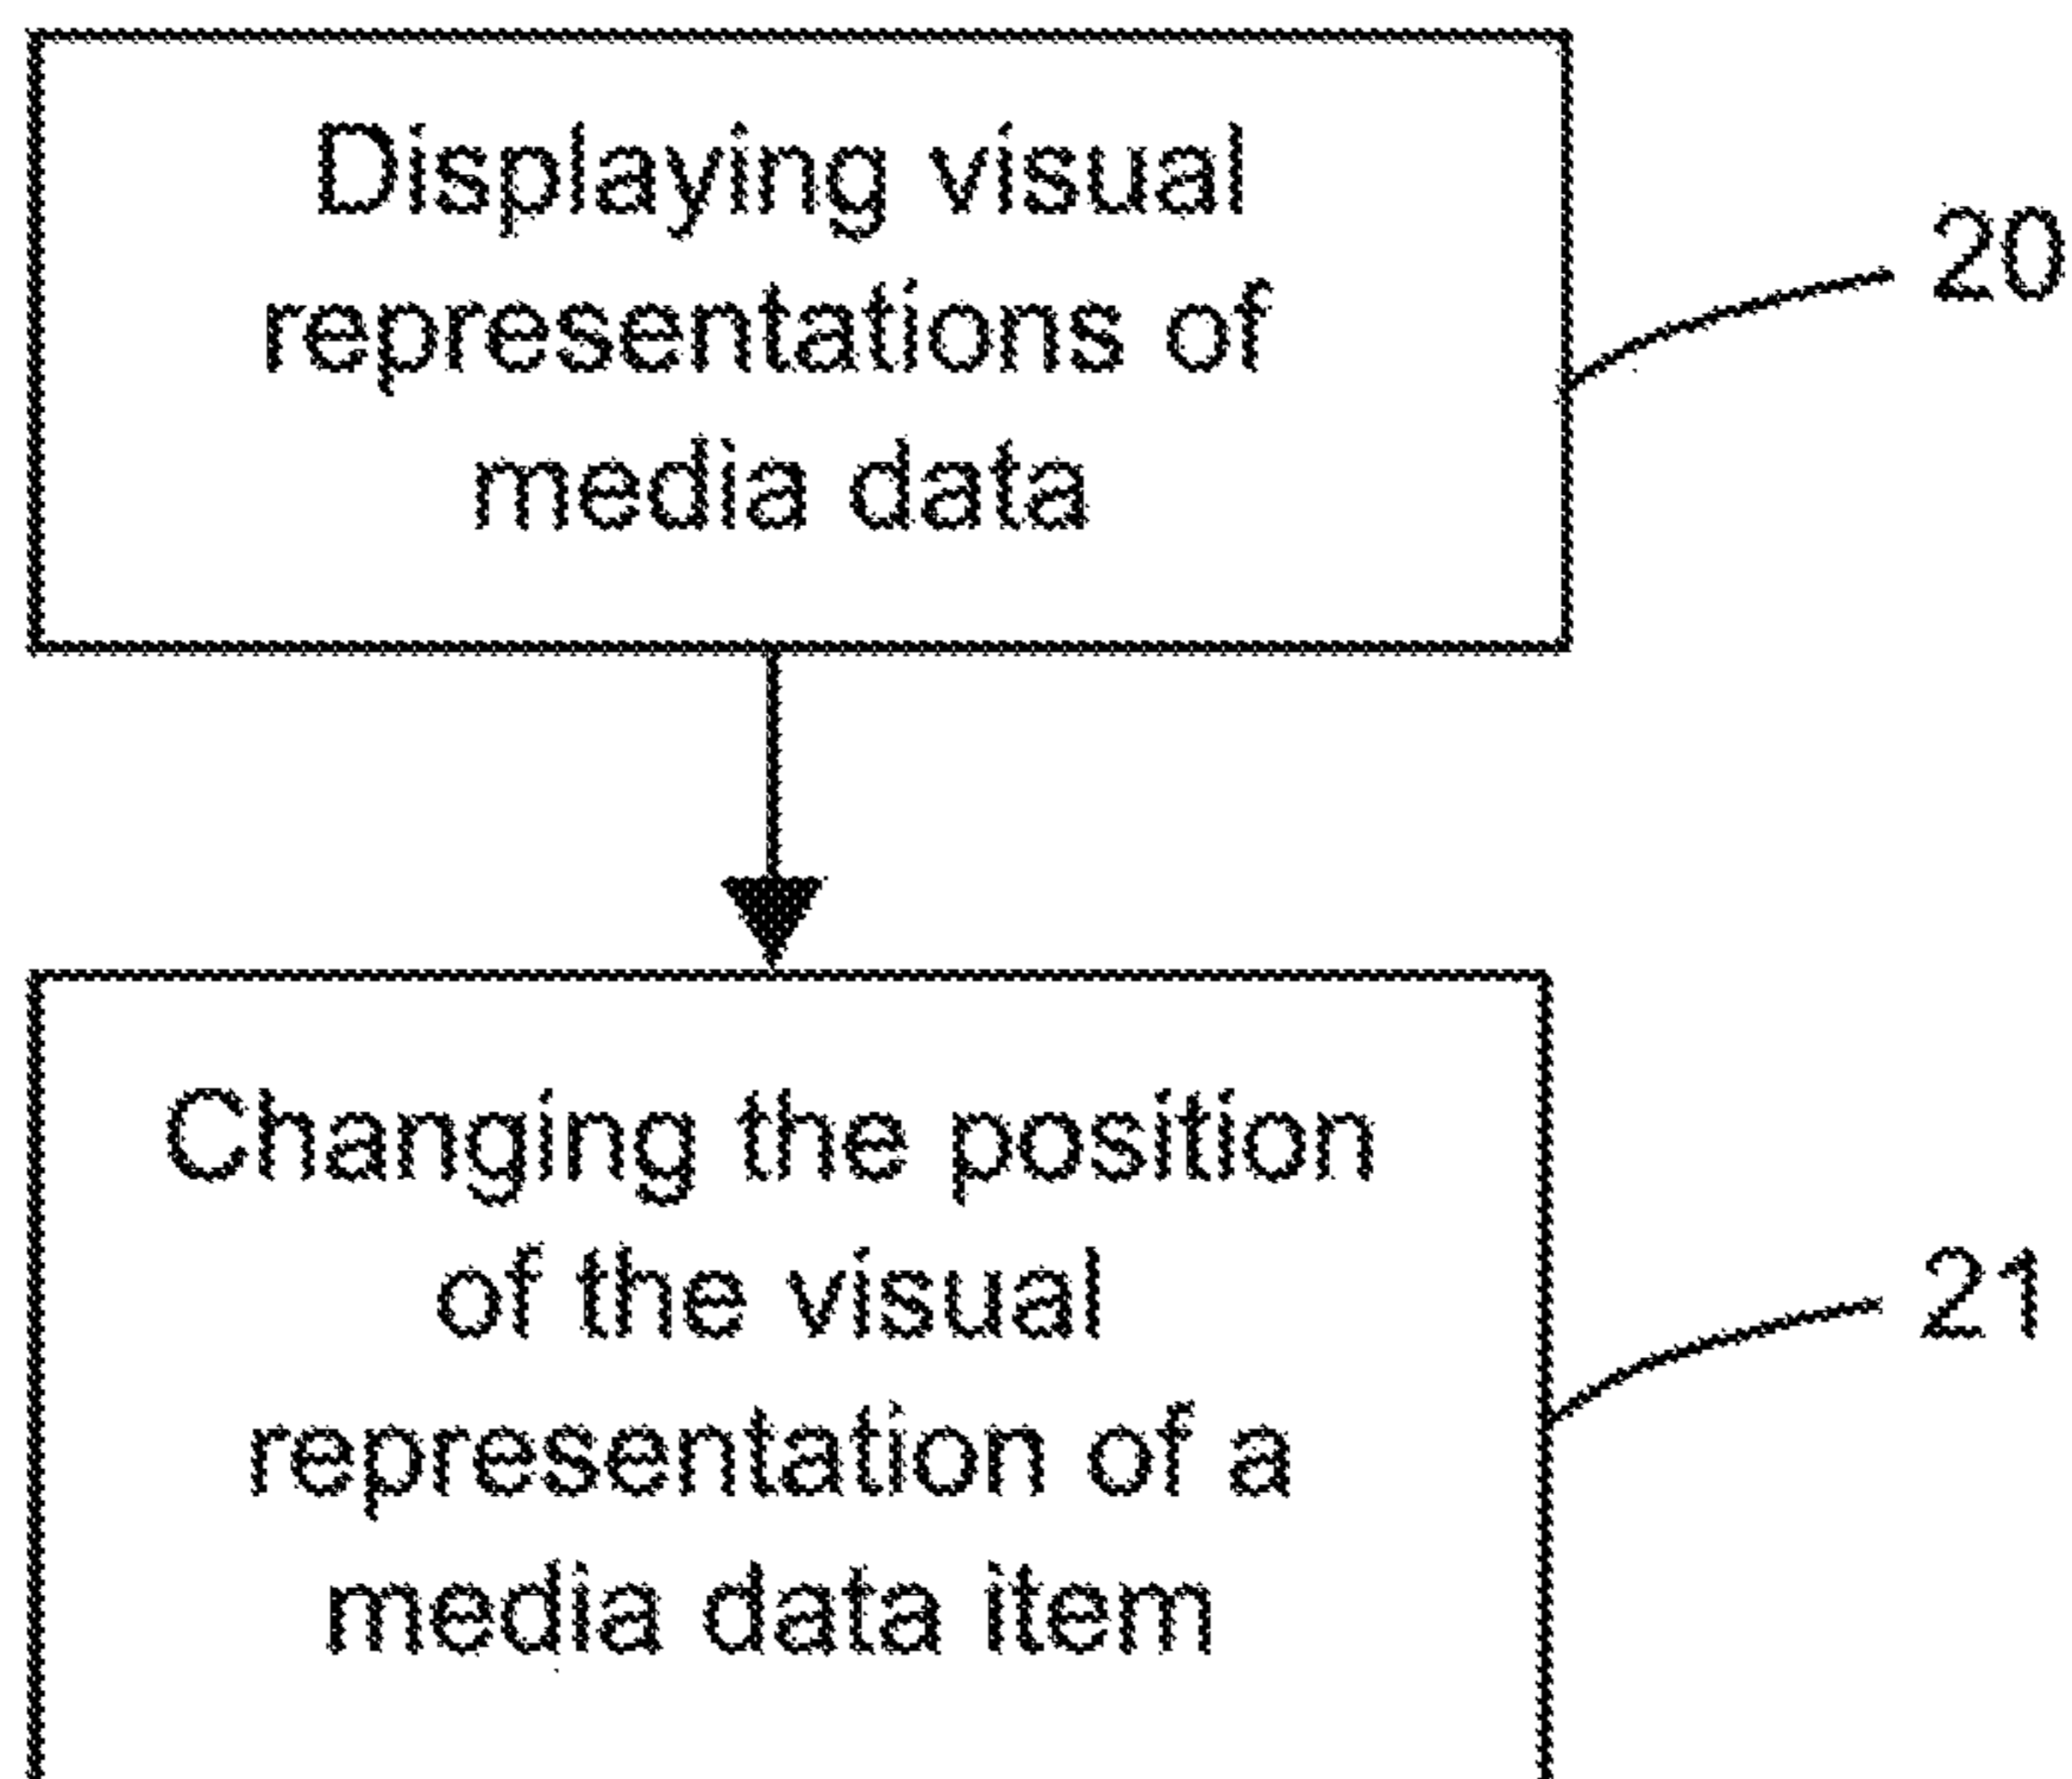 Displaying visual
representations of
media data
20
Changing the position
of the visual
representation of a
media data item
21